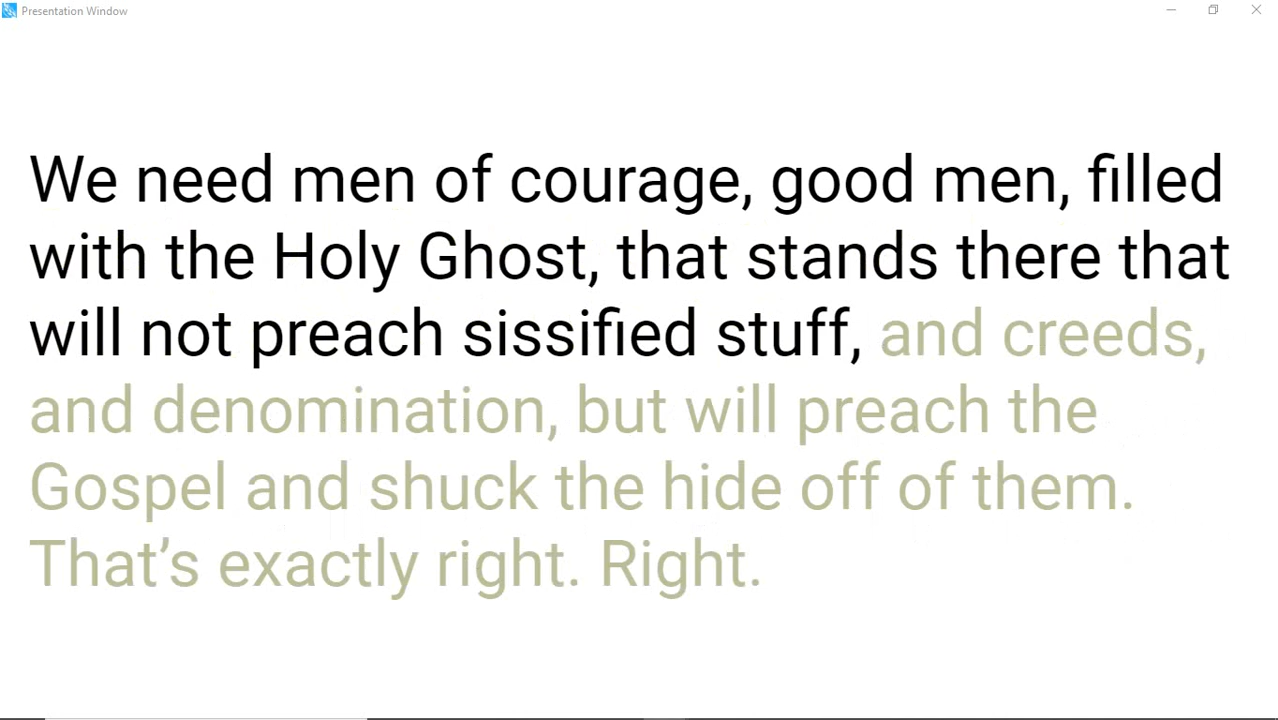 Presentation Window
We need men of courage, good men, filled
with the Holy Ghost, that stands there that
will not preach sissified stuff, and creeds,
and denomination, but will preach the
Gospel and shuck the hide off of them.
That’s exactly right. Right.